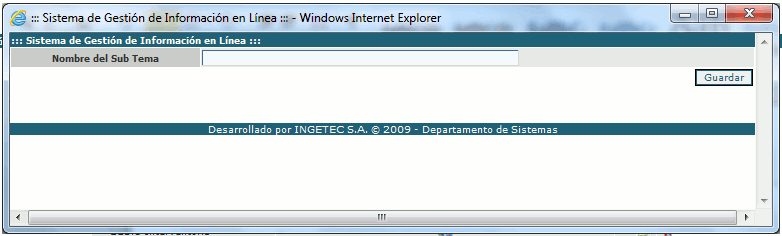 ::: Sistema de Gestión de Información en Línea ::: - Windows Internet Explorer
::: Sistema de Gestión de Información en Línea :::
Nombre del Sub Tema
Guardar
Desarrollado por INGETEC S.A. © 2009 - Departamento de Sistemas